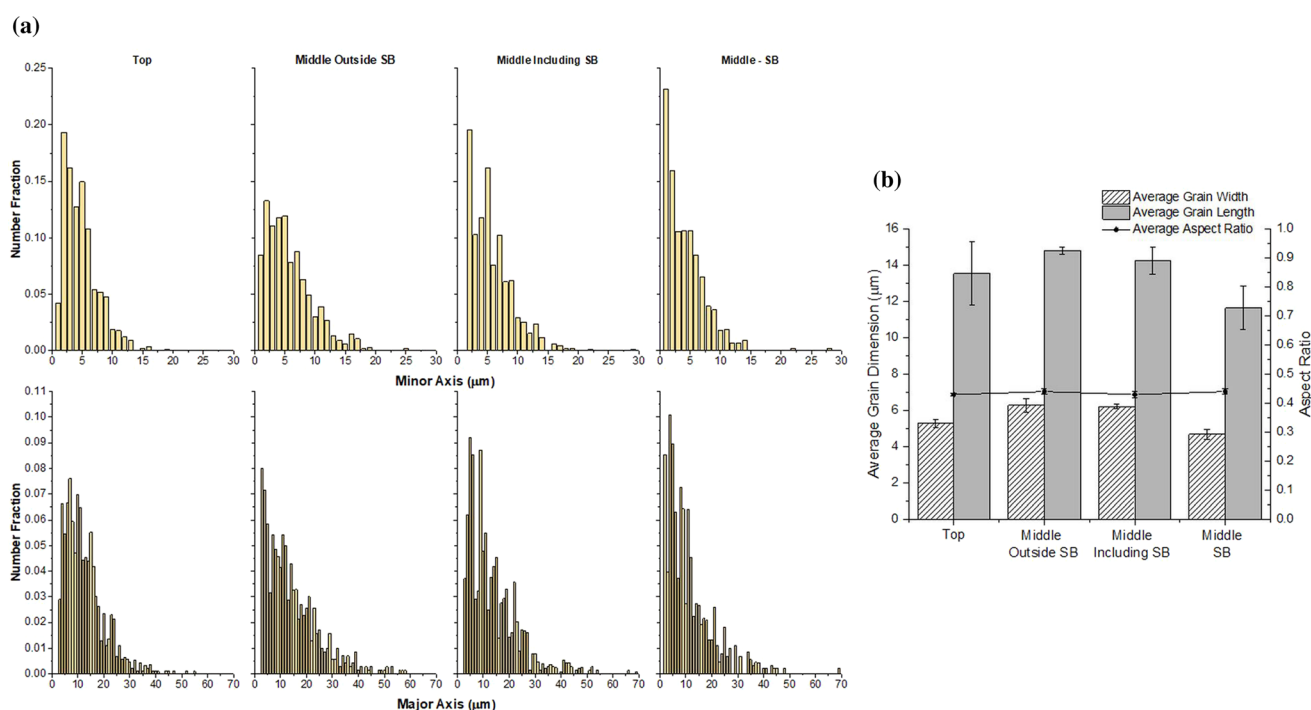 (a)
Top
Middle Outside SB
Middle Including SB
Middle - SB
Number Fraction
0.25
0.20
0.15
0.10
0.05
0.00
0 5 10 15 20 25 30
0 5 10 15 20 25 30
0 5 10 15 20 25 30
0 5 10 15 20 25 30
Minor Axis (µm)
Number Fraction
0.11
0.10
0.09
0.08
0.07
0.06
0.05
0.04
0.03
0.02
0.01
0.00
0 10 20 30 40 50 60 70
0 10 20 30 40 50 60 70
0 10 20 30 40 50 60 70
0 10 20 30 40 50 60 70
Major Axis (µm)
(b)
Average Grain Width
Average Grain Length
Average Aspect Ratio
Average Grain Dimension (µm)
16
14
12
10
8
6
4
2
0
1.0
0.9
0.8
0.7
0.6
0.5
0.4
0.3
0.2
0.1
0.0
Aspect Ratio
Top
Middle
Outside SB
Middle
Including SB
Middle
SB